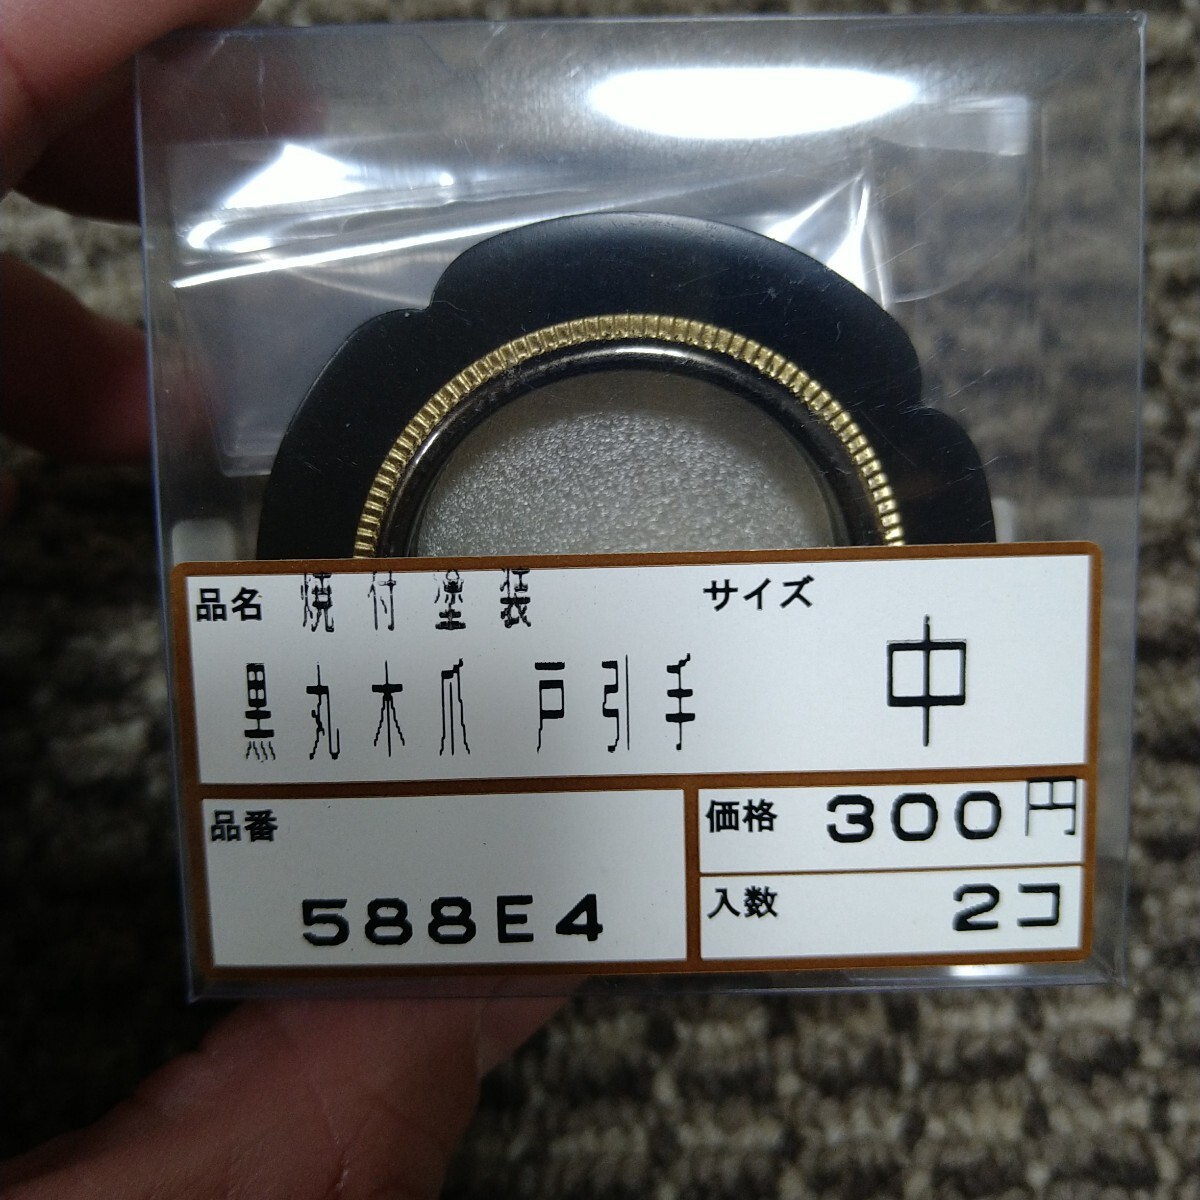 品名 焼付塗装
黒丸木爪 戸引手
サイズ
中
品番
588E4
価格 300円
入数 2コ